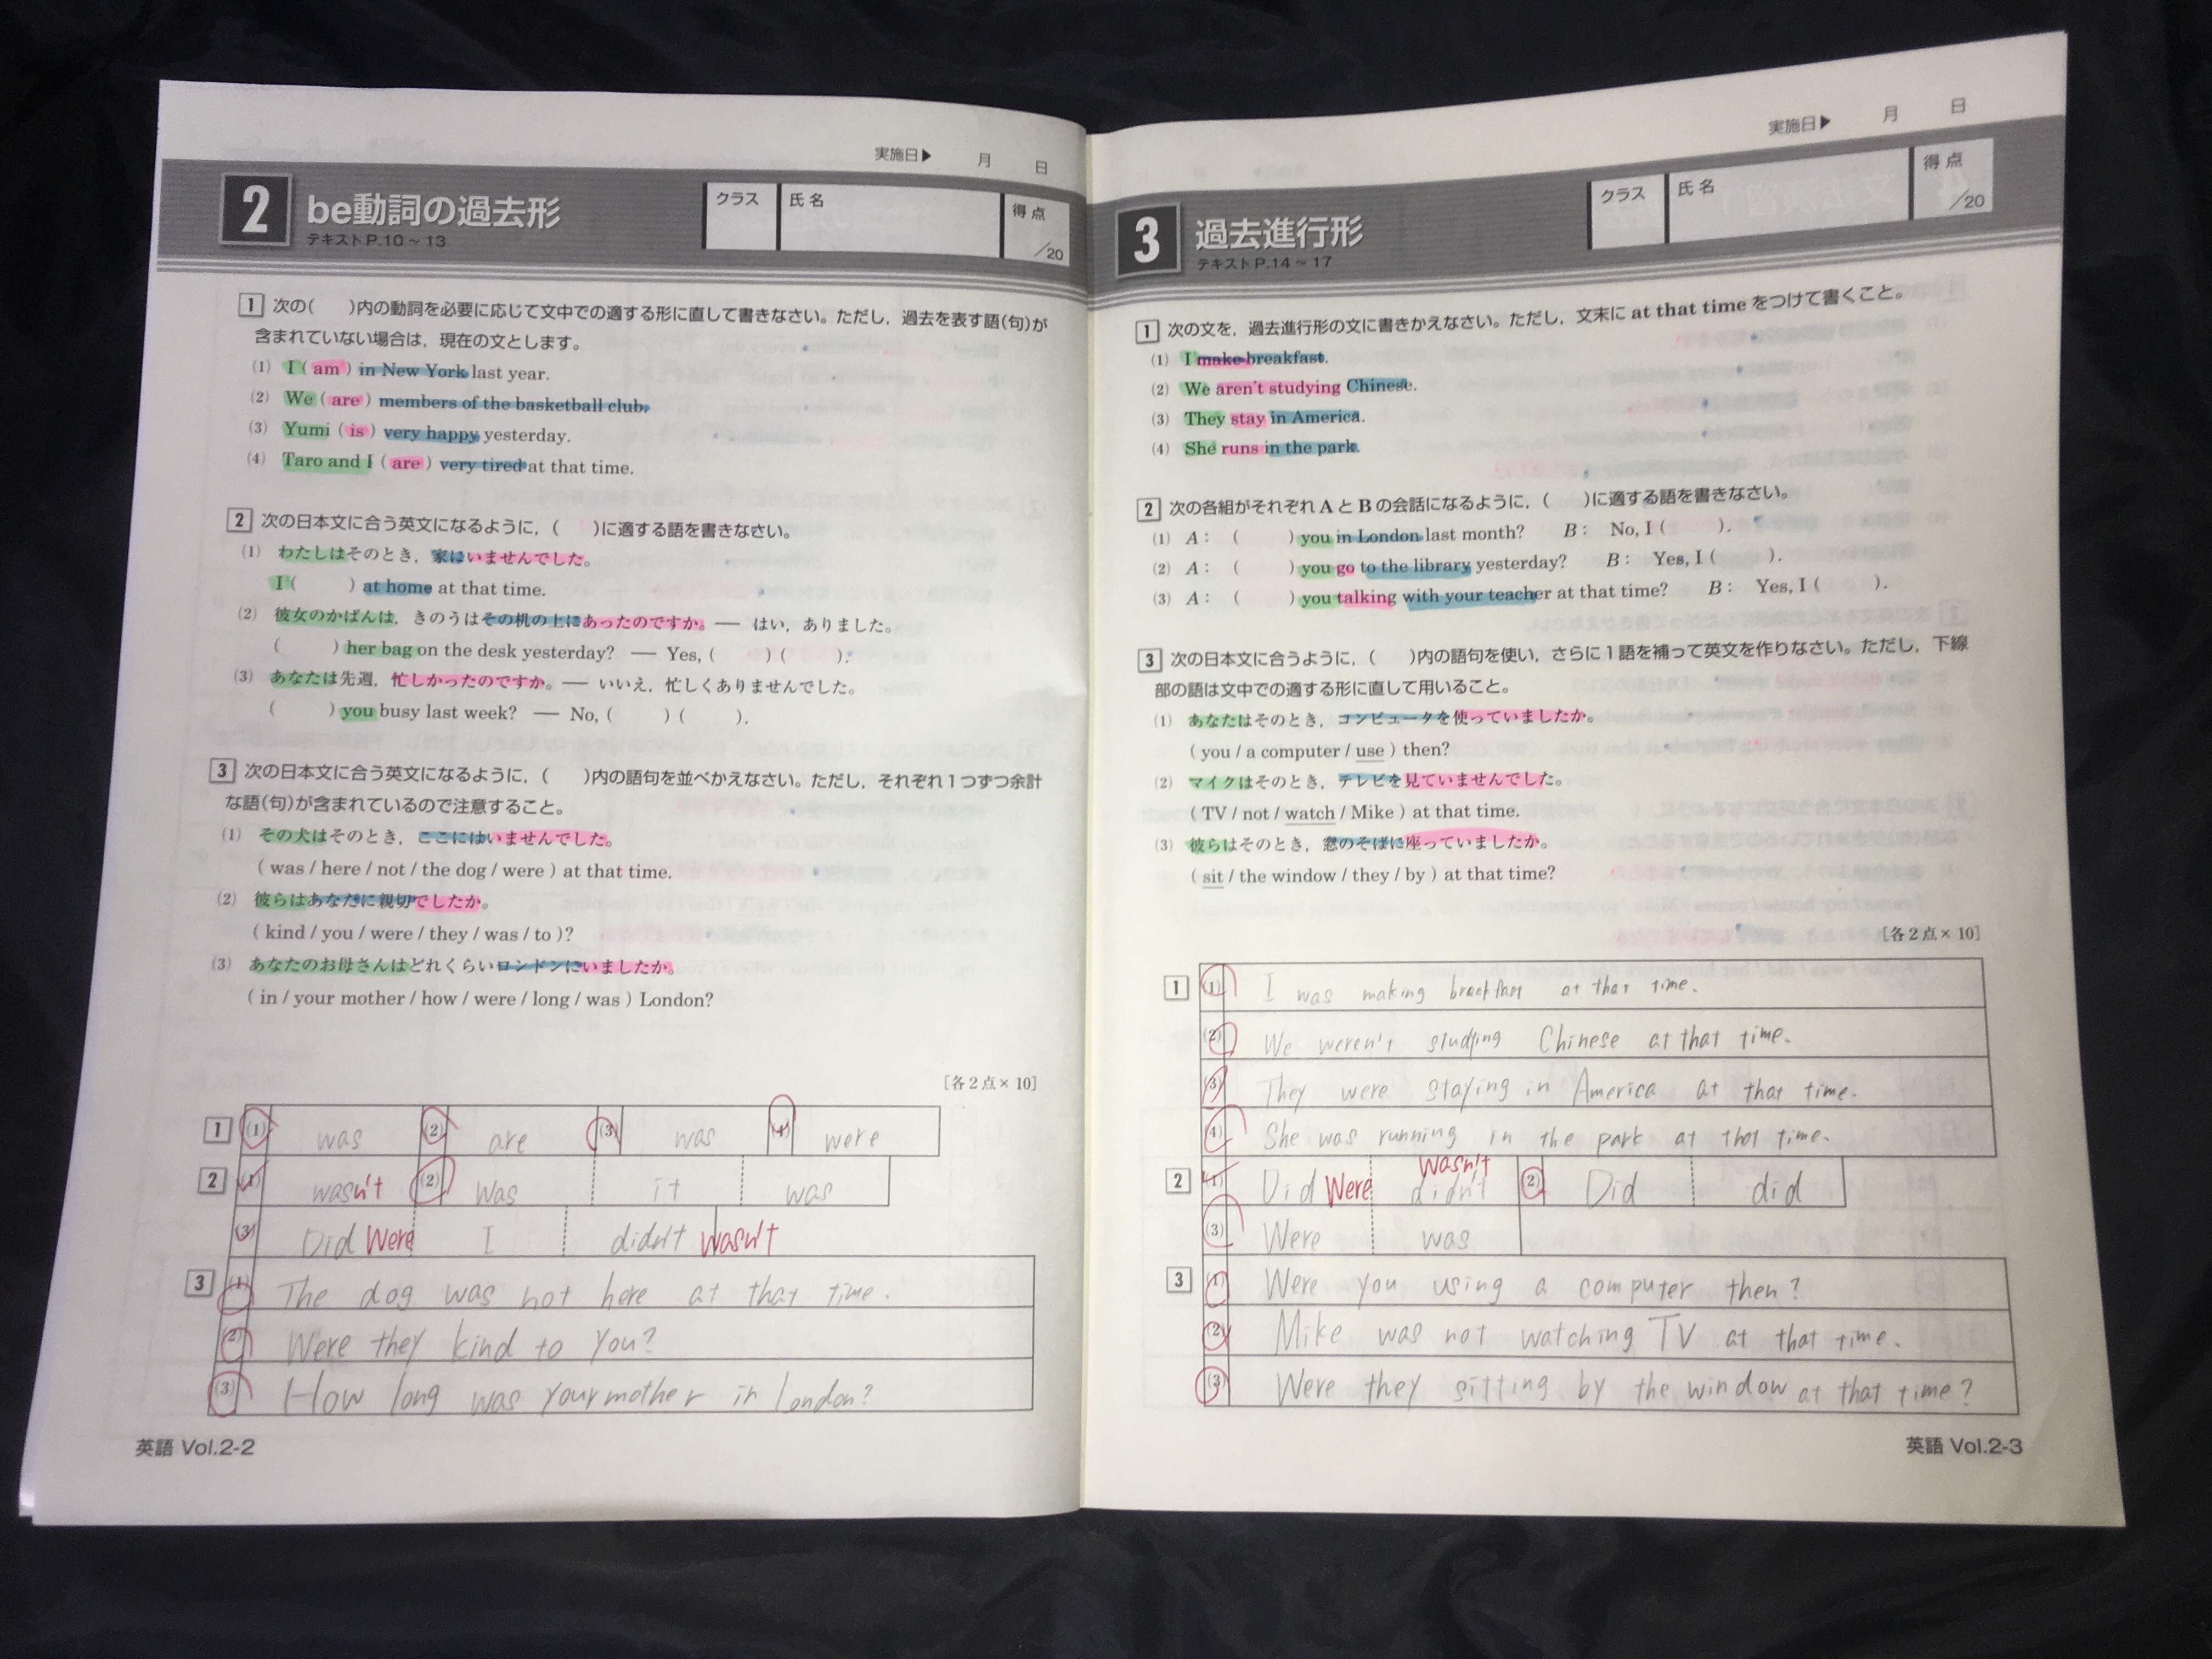 実施日▶ 月 日
2 be動詞の過去形
テキストP.10～13
クラス 氏名 得点 /20
1 次の( )内の動詞を必要に応じて文中での適する形に直して書きなさい。ただし，過去を表す語(句)が
含まれていない場合は，現在の文とします。
(1) I ( am ) in New York last year.
(2) We ( are ) members of the basketball club.
(3) Yumi ( is ) very happy yesterday.
(4) Taro and I ( are ) very tired at that time.
2 次の日本文に合う英文になるように，( )に適する語を書きなさい。
(1) わたしはそのとき，家にいませんでした。
I ( ) at home at that time.
(2) 彼女のかばんは，きのうはその机の上にあったのですか。― はい，ありました。
( ) her bag on the desk yesterday? ― Yes, ( ) ( ).
(3) あなたは先週，忙しかったのですか。― いいえ，忙しくありませんでした。
( ) you busy last week? ― No, ( ) ( ).
3 次の日本文に合う英文になるように，( )内の語句を並べかえなさい。ただし，それぞれ1つずつ余計
な語(句)が含まれているので注意すること。
(1) その犬はそのとき，ここにはいませんでした。
( was / here / not / the dog / were ) at that time.
(2) 彼らはあなたに親切でしたか。
( kind / you / were / they / was / to )?
(3) あなたのお母さんはどれくらいロンドンにいましたか。
( in / your mother / how / were / long / was ) London?
[各2点×10]
1 (1) was (2) are (3) was (4) were
2 (1) wasn't (2) Was it was
(3) Did Were I didn't wasn't
3 (1) The dog was not here at that time.
(2) Were they kind to you?
(3) How long was your mother in London?
英語 Vol.2-2
実施日▶ 月 日
3 過去進行形
テキストP.14～17
クラス 氏名 得点 /20
1 次の文を，過去進行形の文に書きかえなさい。ただし，文末に at that time をつけて書くこと。
(1) I make breakfast.
(2) We aren't studying Chinese.
(3) They stay in America.
(4) She runs in the park.
2 次の各組がそれぞれ A と B の会話になるように，( )に適する語を書きなさい。
(1) A: ( ) you in London last month? B: No, I ( ).
(2) A: ( ) you go to the library yesterday? B: Yes, I ( ).
(3) A: ( ) you talking with your teacher at that time? B: Yes, I ( ).
3 次の日本文に合うように，( )内の語句を使い，さらに1語を補って英文を作りなさい。ただし，下線
部の語は文中での適する形に直して用いること。
(1) あなたはそのとき，コンピュータを使っていましたか。
( you / a computer / use ) then?
(2) マイクはそのとき，テレビを見ていませんでした。
( TV / not / watch / Mike ) at that time.
(3) 彼らはそのとき，窓のそばに座っていましたか。
( sit / the window / they / by ) at that time?
[各2点×10]
1 (1) I was making breakfast at that time.
(2) We weren't studying Chinese at that time.
(3) They were staying in America at that time.
(4) She was running in the park at that time.
2 (1) Did Were didn't wasn't (2) Did did
(3) Were was
3 (1) Were you using a computer then?
(2) Mike was not watching TV at that time.
(3) Were they sitting by the window at that time?
英語 Vol.2-3